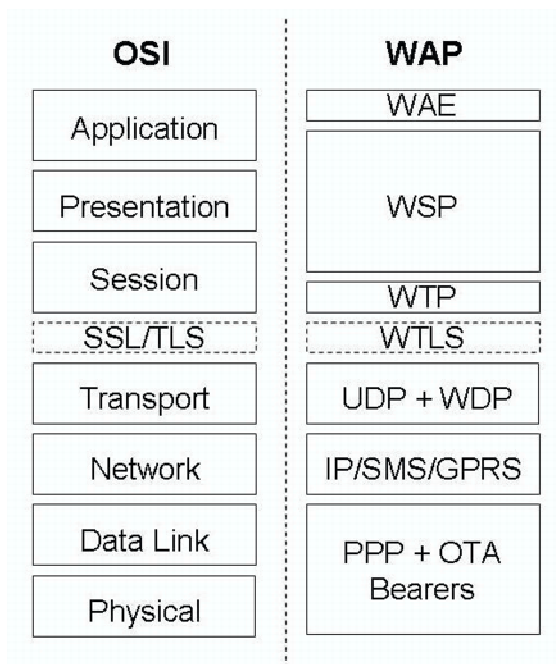 OSI
Application
Presentation
Session
SSL/TLS
Transport
Network
Data Link
Physical
WAP
WAE
WSP
WTP
WTLS
UDP + WDP
IP/SMS/GPRS
PPP + OTA
Bearers